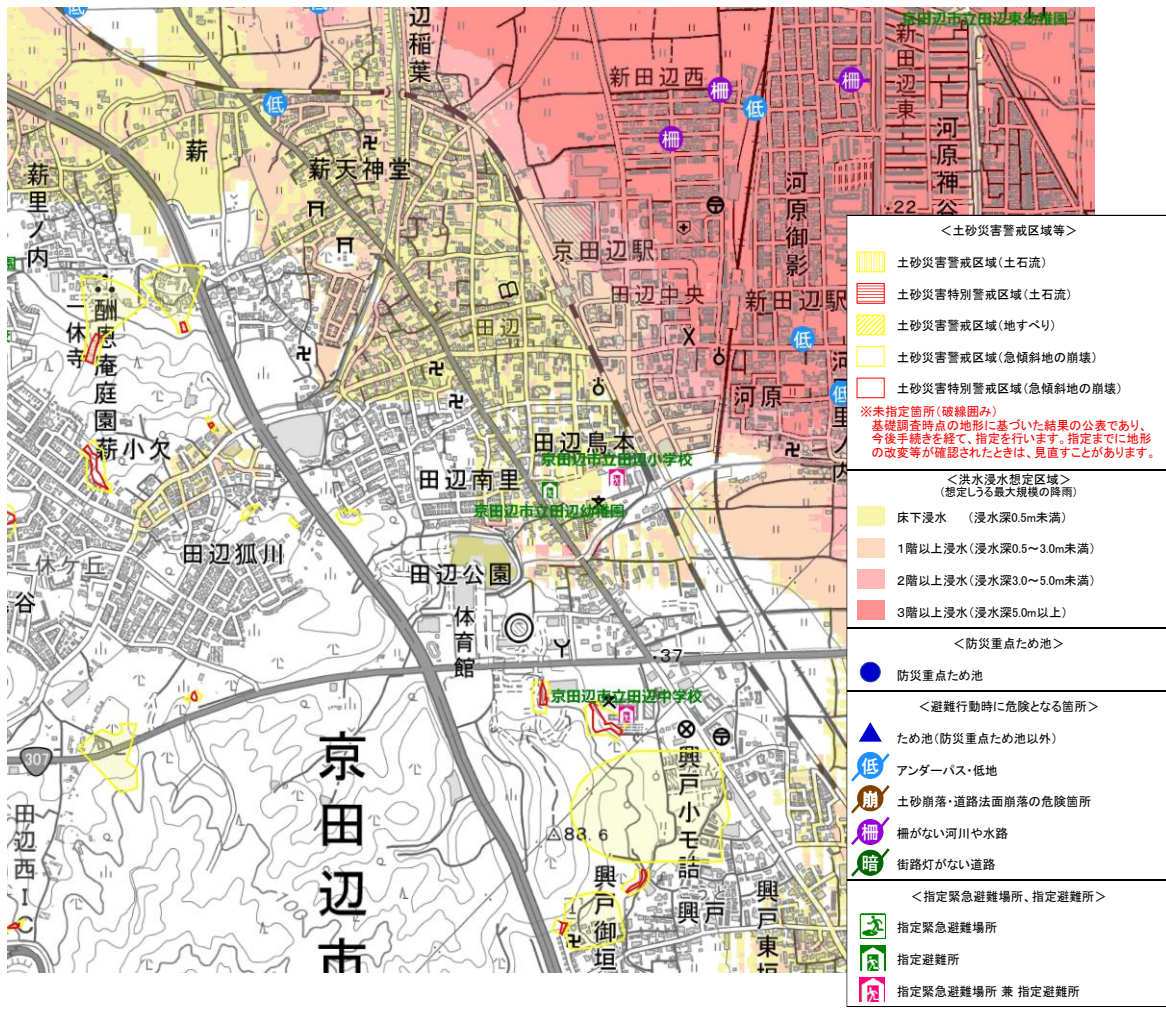 低
低
京田辺市立田辺東幼稚園
辺稲葉
新田辺西
柵
低
柵
柵
新田辺東
河原神谷
低
薪
薪天神堂
薪里ノ内
河原御影
22
京田辺駅
田辺中央
新田辺駅
一休寺
酬恩庵庭園
田辺
低
低
河原
薪小欠
田辺鳥本
京田辺市立田辺小学校
田辺南里
京田辺市立田辺幼稚園
田辺狐川
一休ケ丘
谷
田辺公園
体育館
37
京田辺市立田辺中学校
307
京田辺市
興戸小モ詰
83.6
田辺西IC
興戸御垣
興戸
興戸東垣
＜土砂災害警戒区域等＞
土砂災害警戒区域(土石流)
土砂災害特別警戒区域(土石流)
土砂災害警戒区域(地すべり)
土砂災害警戒区域(急傾斜地の崩壊)
土砂災害特別警戒区域(急傾斜地の崩壊)
※未指定箇所(破線囲み)
基礎調査時点の地形に基づいた結果の公表であり、
今後手続きを経て、指定を行います。指定までに地形
の改変等が確認されたときは、見直すことがあります。
＜洪水浸水想定区域＞
(想定しうる最大規模の降雨)
床下浸水　(浸水深0.5m未満)
1階以上浸水(浸水深0.5～3.0m未満)
2階以上浸水(浸水深3.0～5.0m未満)
3階以上浸水(浸水深5.0m以上)
＜防災重点ため池＞
防災重点ため池
＜避難行動時に危険となる箇所＞
ため池(防災重点ため池以外)
低 アンダーパス・低地
崩 土砂崩落・道路法面崩落の危険箇所
柵 柵がない河川や水路
暗 街路灯がない道路
＜指定緊急避難場所、指定避難所＞
指定緊急避難場所
指定避難所
指定緊急避難場所 兼 指定避難所